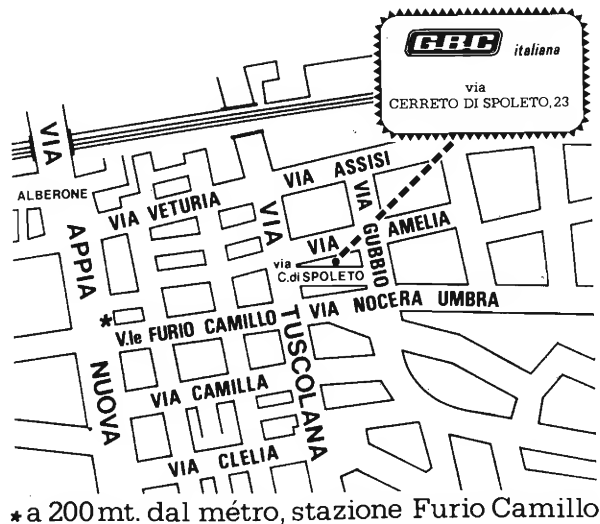 GBC italiana
via
CERRETO DI SPOLETO, 23
VIA
ALBERONE
APPIA
NUOVA
VIA VETURIA
VIA ASSISI
VIA
TUSCOLANA
VIA GUBBIO
VIA AMELIA
via
C.di SPOLETO
VIA NOCERA UMBRA
*
V.le FURIO CAMILLO
VIA CAMILLA
VIA CLELIA
* a 200 mt. dal métro, stazione Furio Camillo